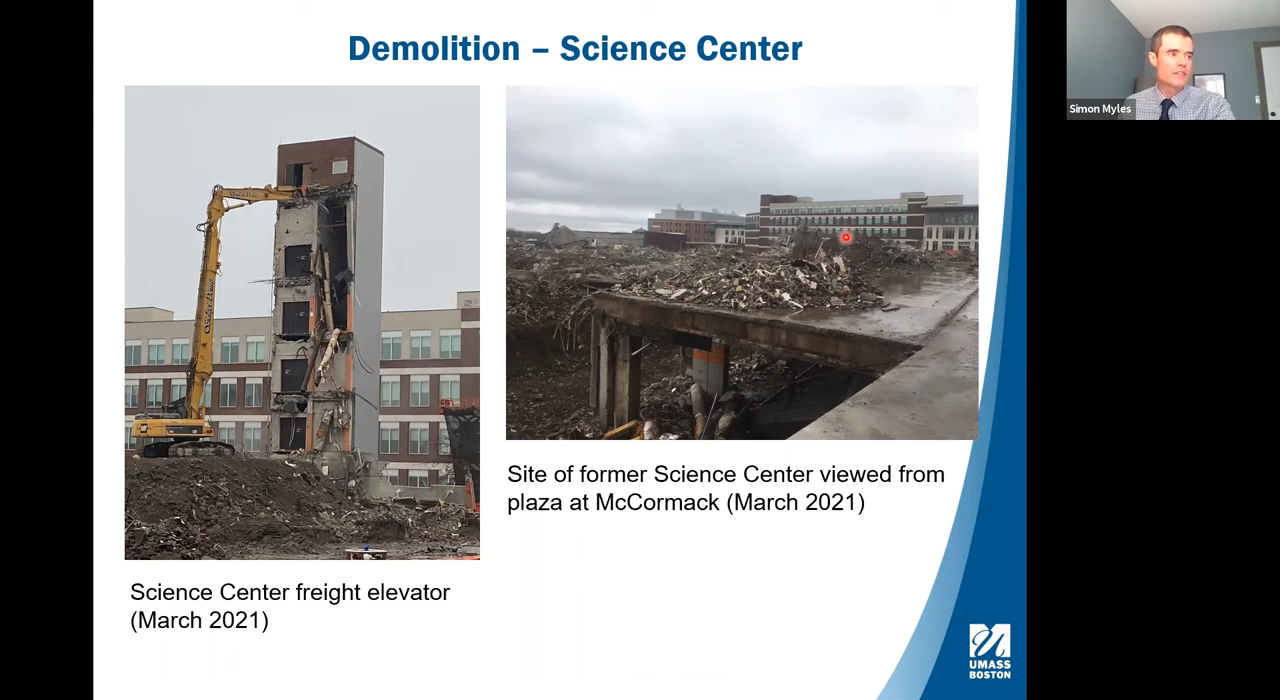 Demolition – Science Center
Simon Myles
Site of former Science Center viewed from
plaza at McCormack (March 2021)
Science Center freight elevator
(March 2021)
UMASS
BOSTON